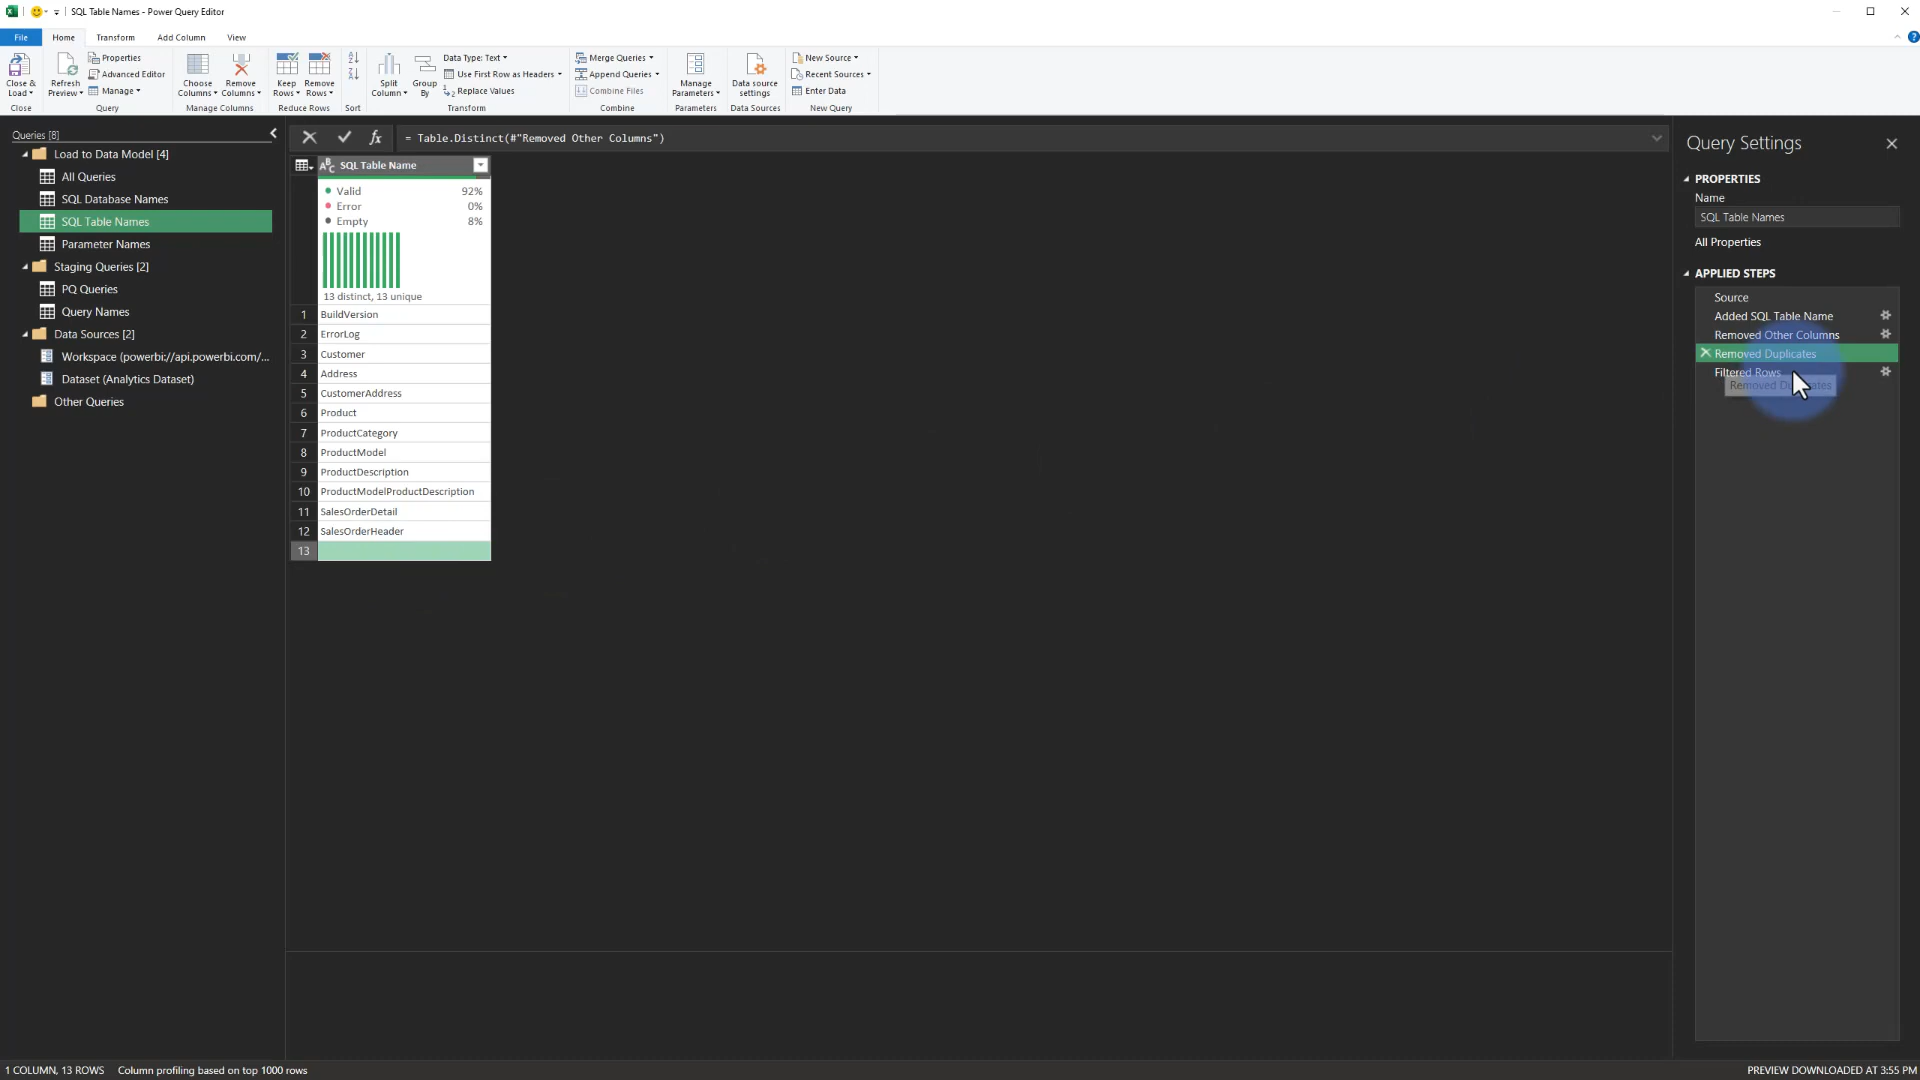 SQL Table Names - Power Query Editor
File Home Transform Add Column View
Close & Load
Close
Refresh Preview
Properties
Advanced Editor
Manage
Query
Choose Columns
Remove Columns
Manage Columns
Keep Rows
Remove Rows
Reduce Rows
Sort
Split Column
Group By
Data Type: Text
Use First Row as Headers
Replace Values
Transform
Merge Queries
Append Queries
Combine Files
Combine
Manage Parameters
Parameters
Data source settings
Data Sources
New Source
Recent Sources
Enter Data
New Query
Queries [8]
Load to Data Model [4]
All Queries
SQL Database Names
SQL Table Names
Parameter Names
Staging Queries [2]
PQ Queries
Query Names
Data Sources [2]
Workspace (powerbi://api.powerbi.com/...
Dataset (Analytics Dataset)
Other Queries
fx = Table.Distinct(#"Removed Other Columns")
ABC SQL Table Name
Valid 92%
Error 0%
Empty 8%
13 distinct, 13 unique
1 BuildVersion
2 ErrorLog
3 Customer
4 Address
5 CustomerAddress
6 Product
7 ProductCategory
8 ProductModel
9 ProductDescription
10 ProductModelProductDescription
11 SalesOrderDetail
12 SalesOrderHeader
13
Query Settings
PROPERTIES
Name
SQL Table Names
All Properties
APPLIED STEPS
Source
Added SQL Table Name
Removed Other Columns
Removed Duplicates
Filtered Rows
Removed Duplicates
1 COLUMN, 13 ROWS Column profiling based on top 1000 rows
PREVIEW DOWNLOADED AT 3:55 PM